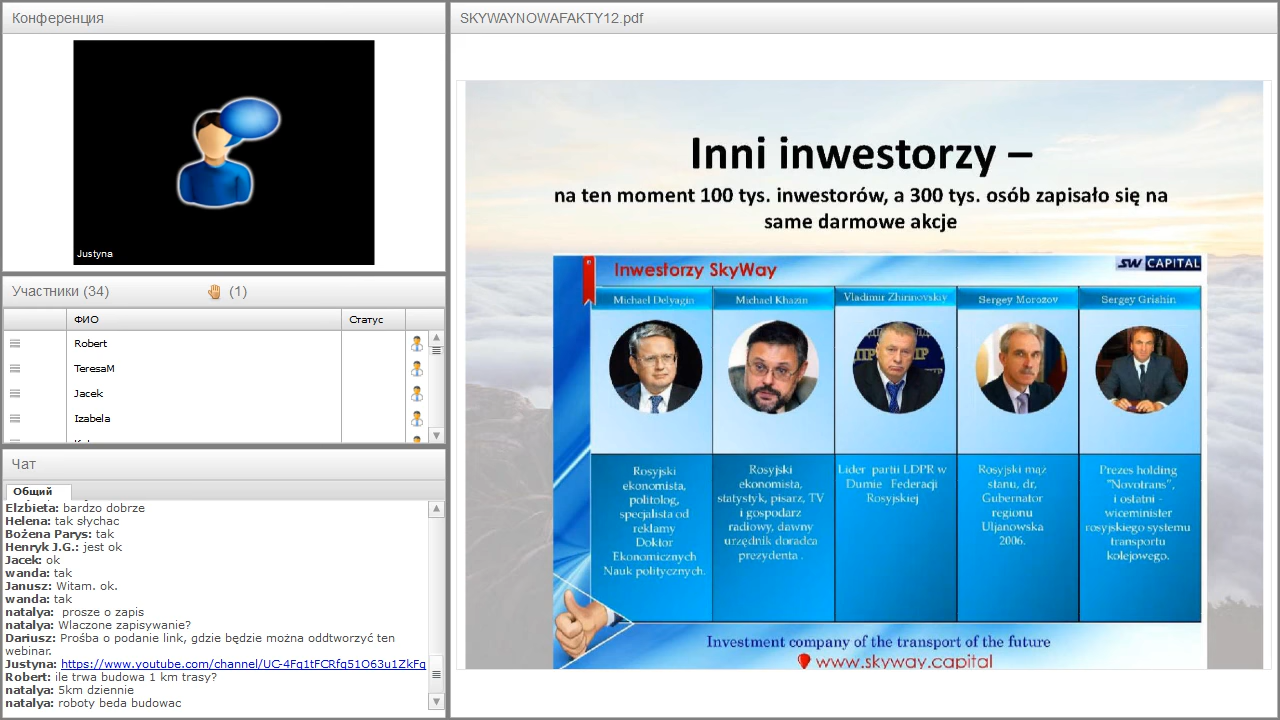 Конференция
Justyna
Участники (34)
(1)
ФИО
Статус
Robert
TeresaM
Jacek
Izabela
Чат
Общий
Elzbieta: bardzo dobrze
Helena: tak słychac
Bożena Parys: tak
Henryk J.G.: jest ok
Jacek: ok
wanda: tak
Janusz: Witam. ok.
wanda: tak
natalya: prosze o zapis
natalya: Wlaczone zapisywanie?
Dariusz: Prośba o podanie link, gdzie będzie można oddtworzyć ten
webinar.
Justyna: https://www.youtube.com/channel/UC-4Fq1tFCRfq51O63u1ZkFg
Robert: ile trwa budowa 1 km trasy?
natalya: 5km dziennie
natalya: roboty beda budowac
SKYWAYNOWAFAKTY12.pdf
Inni inwestorzy –
na ten moment 100 tys. inwestorów, a 300 tys. osób zapisało się na
same darmowe akcje
Inwestorzy SkyWay
SW CAPITAL
Michael Delyagin
Rosyjski
ekonomista,
politolog,
specjalista od
reklamy
Doktor
Ekonomicznych
Nauk politycznych.
Michael Khazin
Rosyjski
ekonomista,
statystyk, pisarz, TV
i gospodarz
radiowy, dawny
urzędnik doradca
prezydenta .
Vladimir Zhirinovskiy
Lider partii LDPR w
Dumie Federacji
Rosyjskiej
Sergey Morozov
Rosyjski mąż
stanu, dr,
Gubernator
regionu
Uljanowska
2006.
Sergey Grishin
Prezes holding
"Novotrans",
i ostatni -
wiceminister
rosyjskiego systemu
transportu
kolejowego.
Investment company of the transport of the future
www.skyway.capital